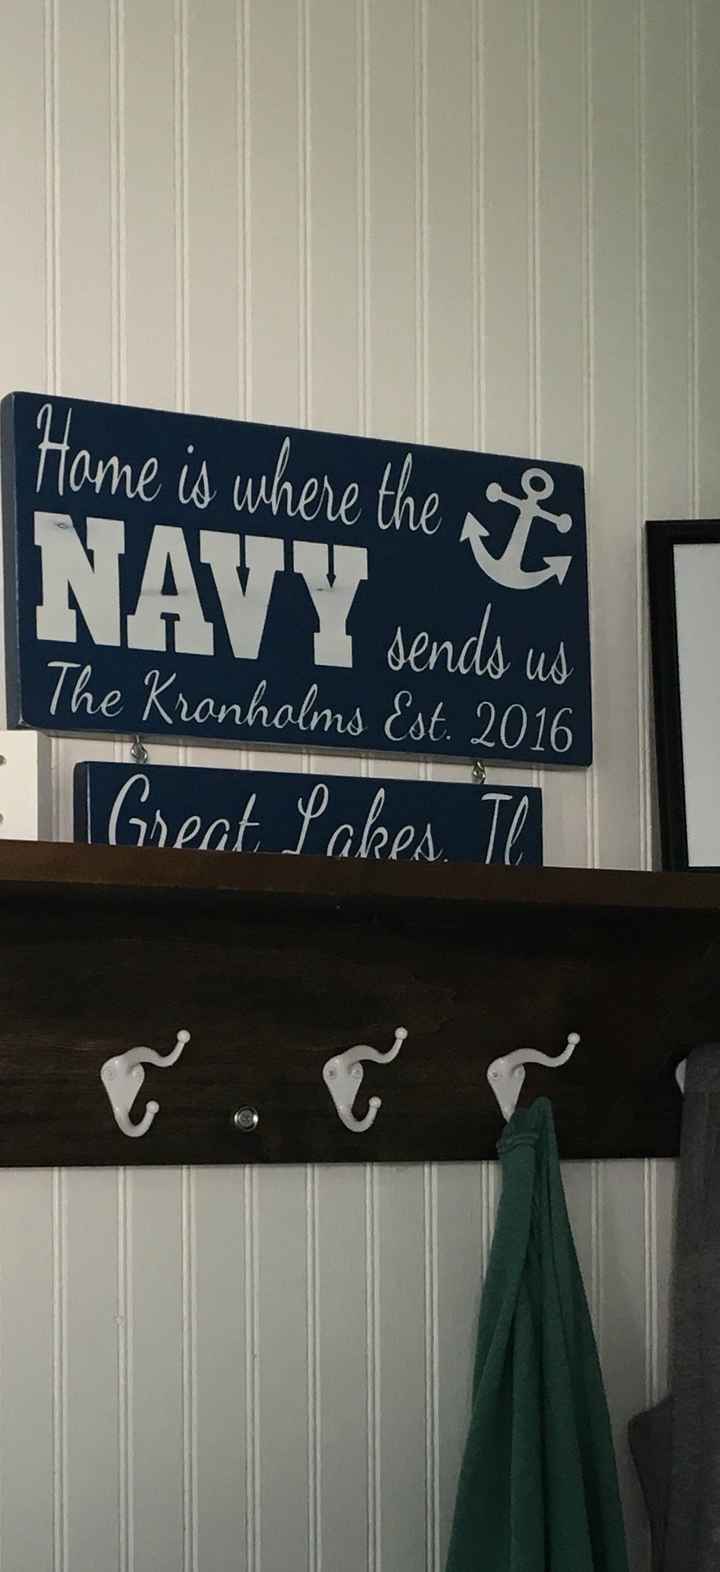 Home is where the
NAVY
sends us
The Kronholms Est. 2016
Great Lakes, Il